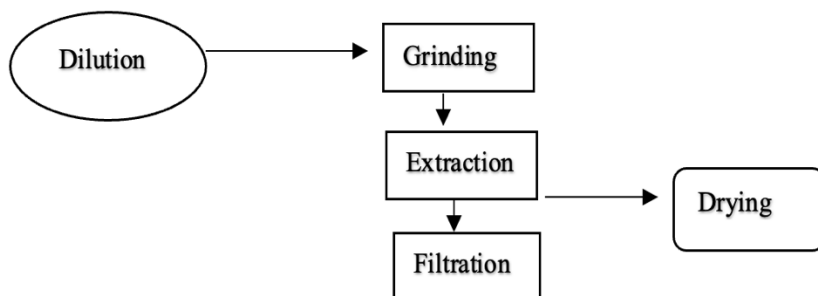 Dilution
Grinding
Extraction
Drying
Filtration